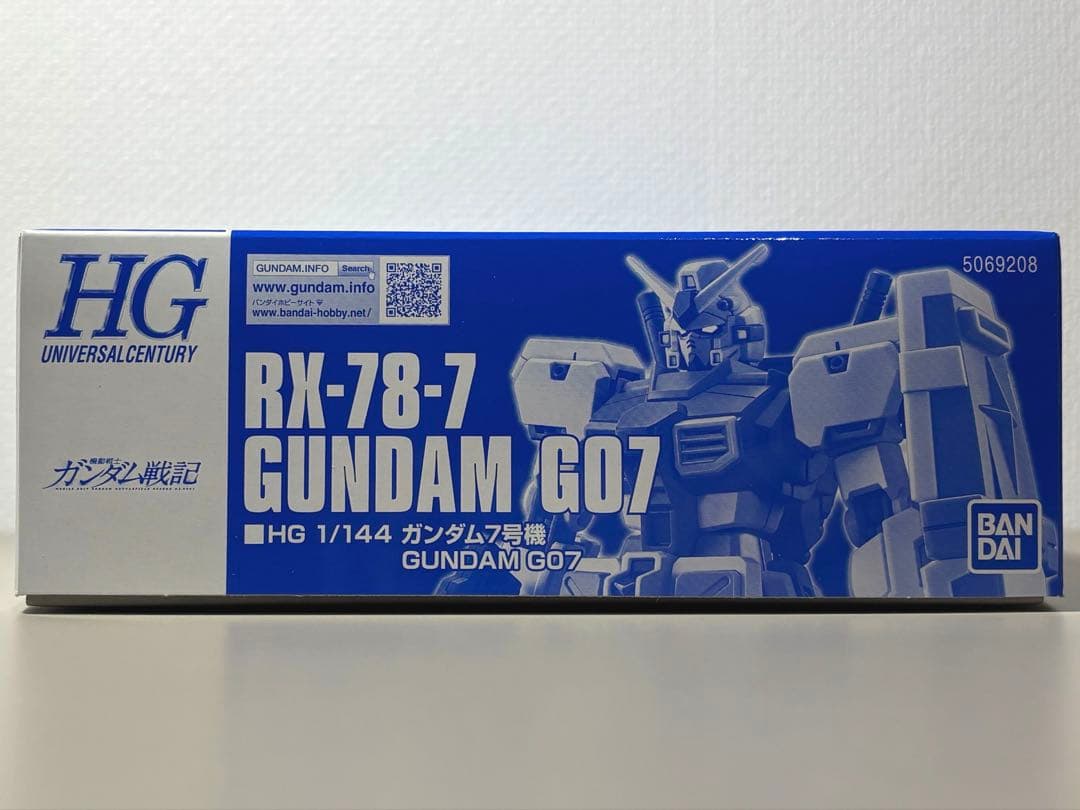 HG
UNIVERSAL CENTURY
機動戦士
ガンダム戦記
GUNDAM.INFO Search
www.gundam.info
バンダイホビーサイト
www.bandai-hobby.net/
5069208
RX-78-7
GUNDAM G07
■HG 1/144 ガンダム7号機
GUNDAM G07
BAN
DAI